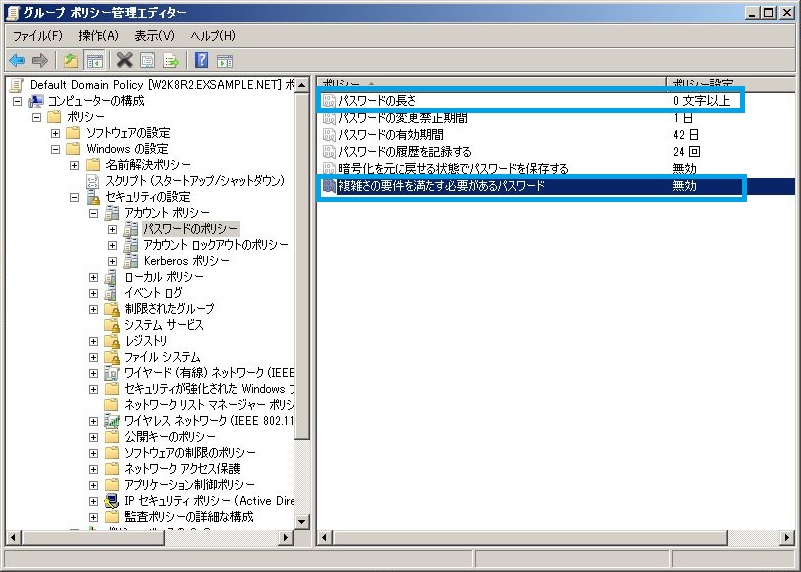 グループ ポリシー管理エディター
ファイル(F) 操作(A) 表示(V) ヘルプ(H)
Default Domain Policy [W2K8R2.EXSAMPLE.NET] ポ
コンピューターの構成
ポリシー
ソフトウェアの設定
Windows の設定
名前解決ポリシー
スクリプト (スタートアップ/シャットダウン)
セキュリティの設定
アカウント ポリシー
パスワードのポリシー
アカウント ロックアウトのポリシー
Kerberos ポリシー
ローカル ポリシー
イベント ログ
制限されたグループ
システム サービス
レジストリ
ファイル システム
ワイヤード (有線) ネットワーク (IEEE
セキュリティが強化された Windows フ
ネットワーク リスト マネージャー ポリシ
ワイヤレス ネットワーク (IEEE 802.11
公開キーのポリシー
ソフトウェアの制限のポリシー
ネットワーク アクセス保護
アプリケーション制御ポリシー
IP セキュリティ ポリシー (Active Dire
監査ポリシーの詳細な構成
ポリシー ポリシー設定
パスワードの長さ 0 文字以上
パスワードの変更禁止期間 1 日
パスワードの有効期間 42 日
パスワードの履歴を記録する 24 回
暗号化を元に戻せる状態でパスワードを保存する 無効
複雑さの要件を満たす必要があるパスワード 無効